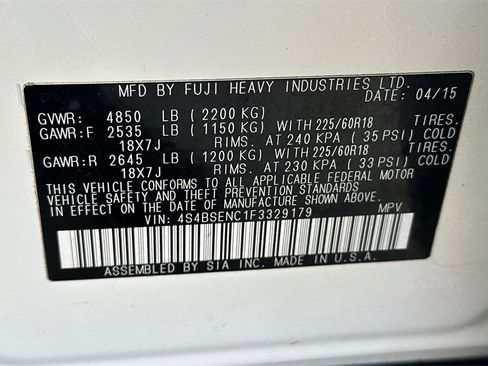 MFD BY FUJI HEAVY INDUSTRIES LTD.
DATE: 04/15
GVWR: 4850 LB (2200 KG)
GAWR:F 2535 LB (1150 KG) WITH 225/60R18 TIRES.
18X7J RIMS. AT 240 KPA (35 PSI) COLD
GAWR:R 2645 LB (1200 KG) WITH 225/60R18 TIRES.
18X7J RIMS. AT 230 KPA (33 PSI) COLD
THIS VEHICLE CONFORMS TO ALL APPLICABLE FEDERAL MOTOR
VEHICLE SAFETY AND THEFT PREVENTION STANDARDS
IN EFFECT ON THE DATE OF MANUFACTURE SHOWN ABOVE.
VIN: 4S4BSENC1F3329179 MPV
ASSEMBLED BY SIA INC. MADE IN U.S.A.